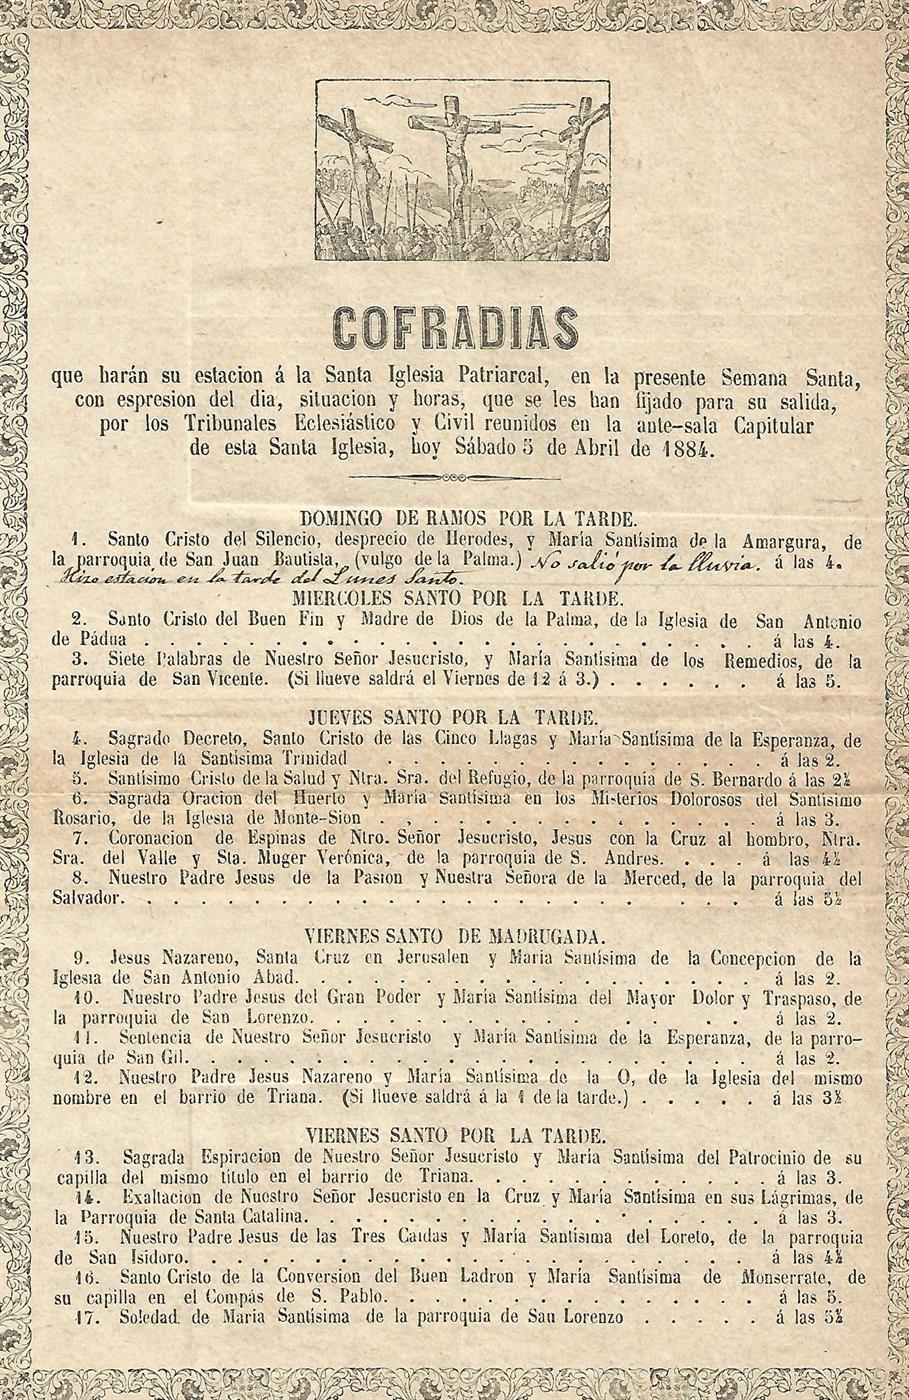 COFRADIAS
que harán su estacion á la Santa Iglesia Patriarcal, en la presente Semana Santa,
con espresion del dia, situacion y horas, que se les han fijado para su salida,
por los Tribunales Eclesiástico y Civil reunidos en la ante-sala Capitular
de esta Santa Iglesia, hoy Sábado 5 de Abril de 1884.
DOMINGO DE RAMOS POR LA TARDE.
1. Santo Cristo del Silencio, desprecio de Herodes, y María Santísima de la Amargura, de
la parroquia de San Juan Bautista, (vulgo de la Palma.) No salió por la lluvia. á las 4.
Hizo estacion en la tarde del Lunes Santo.
MIERCOLES SANTO POR LA TARDE.
2. Santo Cristo del Buen Fin y Madre de Dios de la Palma, de la Iglesia de San Antonio
de Pádua . . . . . . . . . . . . . . . . . . . . á las 4.
3. Siete Palabras de Nuestro Señor Jesucristo, y María Santísima de los Remedios, de la
parroquia de San Vicente. (Si llueve saldrá el Viernes de 12 á 3.) . . . . . . á las 5.
JUEVES SANTO POR LA TARDE.
4. Sagrado Decreto, Santo Cristo de las Cinco Llagas y María Santísima de la Esperanza, de
la Iglesia de la Santísima Trinidad . . . . . . . . . . . . . . á las 2.
5. Santísimo Cristo de la Salud y Ntra. Sra. del Refugio, de la parroquia de S. Bernardo á las 2½
6. Sagrada Oracion del Huerto y María Santísima en los Misterios Dolorosos del Santísimo
Rosario, de la Iglesia de Monte-Sion . . . . . . . . . . . . . . á las 3.
7. Coronacion de Espinas de Ntro. Señor Jesucristo, Jesus con la Cruz al hombro, Ntra.
Sra. del Valle y Sta. Muger Verónica, de la parroquia de S. Andres. . . . á las 4½
8. Nuestro Padre Jesus de la Pasion y Nuestra Señora de la Merced, de la parroquia del
Salvador. . . . . . . . . . . . . . . . . . . . . á las 5½
VIERNES SANTO DE MADRUGADA.
9. Jesus Nazareno, Santa Cruz en Jerusalen y Maria Santísima de la Concepcion de la
Iglesia de San Antonio Abad. . . . . . . . . . . . . . . . . á las 2.
10. Nuestro Padre Jesus del Gran Poder y María Santísima del Mayor Dolor y Traspaso, de
la parroquia de San Lorenzo. . . . . . . . . . . . . . . . á las 2.
11. Sentencia de Nuestro Señor Jesucristo y María Santísima de la Esperanza, de la parro-
quia de San Gil. . . . . . . . . . . . . . . . . . . . á las 2.
12. Nuestro Padre Jesus Nazareno y María Santísima de la O, de la Iglesia del mismo
nombre en el barrio de Triana. (Si llueve saldrá á la 1 de la tarde.) . . . . . á las 3½
VIERNES SANTO POR LA TARDE.
13. Sagrada Espiracion de Nuestro Señor Jesucristo y María Santísima del Patrocinio de su
capilla del mismo título en el barrio de Triana. . . . . . . . . . . á las 3.
14. Exaltacion de Nuestro Señor Jesucristo en la Cruz y María Santísima en sus Lágrimas, de
la Parroquia de Santa Catalina. . . . . . . . . . . . . . . . á las 3.
15. Nuestro Padre Jesus de las Tres Caidas y María Santísima del Loreto, de la parroquia
de San Isidoro. . . . . . . . . . . . . . . . . . . á las 4½
16. Santo Cristo de la Conversion del Buen Ladron y María Santísima de Monserrate, de
su capilla en el Compás de S. Pablo. . . . . . . . . . . . . . á las 5.
17. Soledad de Maria Santísima de la parroquia de San Lorenzo . . . . . á las 5½